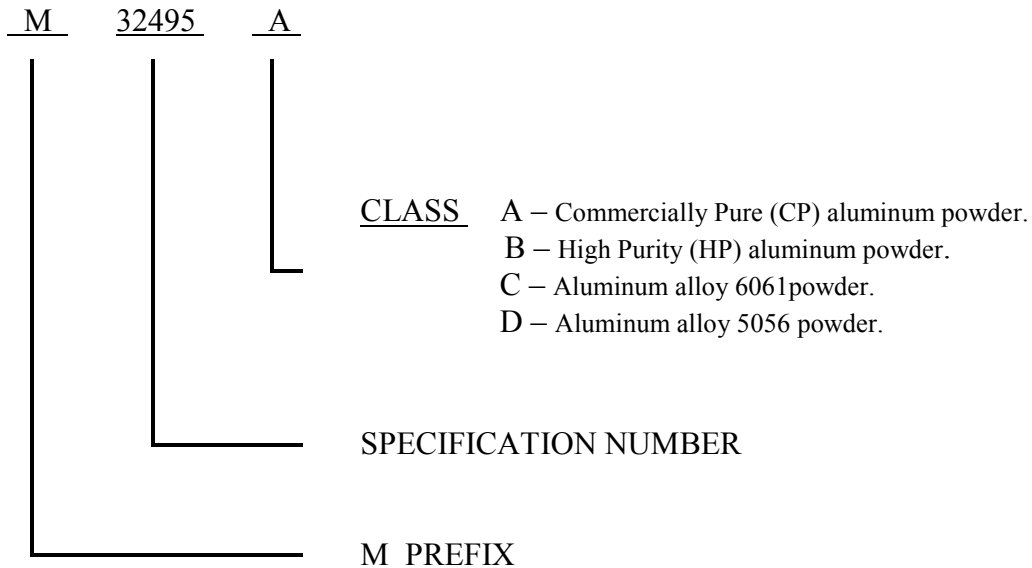 M 32495 A
CLASS A – Commercially Pure (CP) aluminum powder.
B – High Purity (HP) aluminum powder.
C – Aluminum alloy 6061powder.
D – Aluminum alloy 5056 powder.
SPECIFICATION NUMBER
M PREFIX